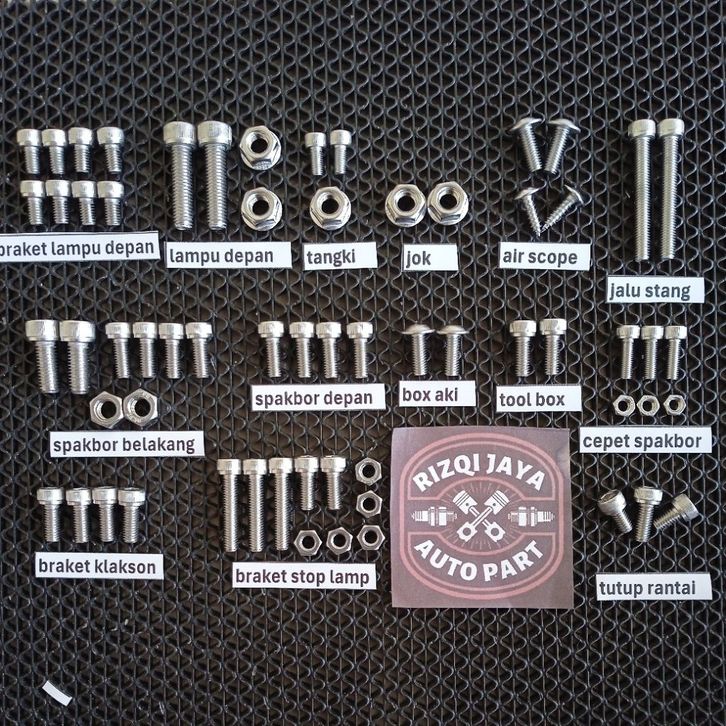 braket lampu depan
lampu depan
tangki
jok
air scope
jalu stang
spakbor belakang
spakbor depan
box aki
tool box
cepet spakbor
braket klakson
braket stop lamp
RIZQI JAYA
AUTO PART
tutup rantai